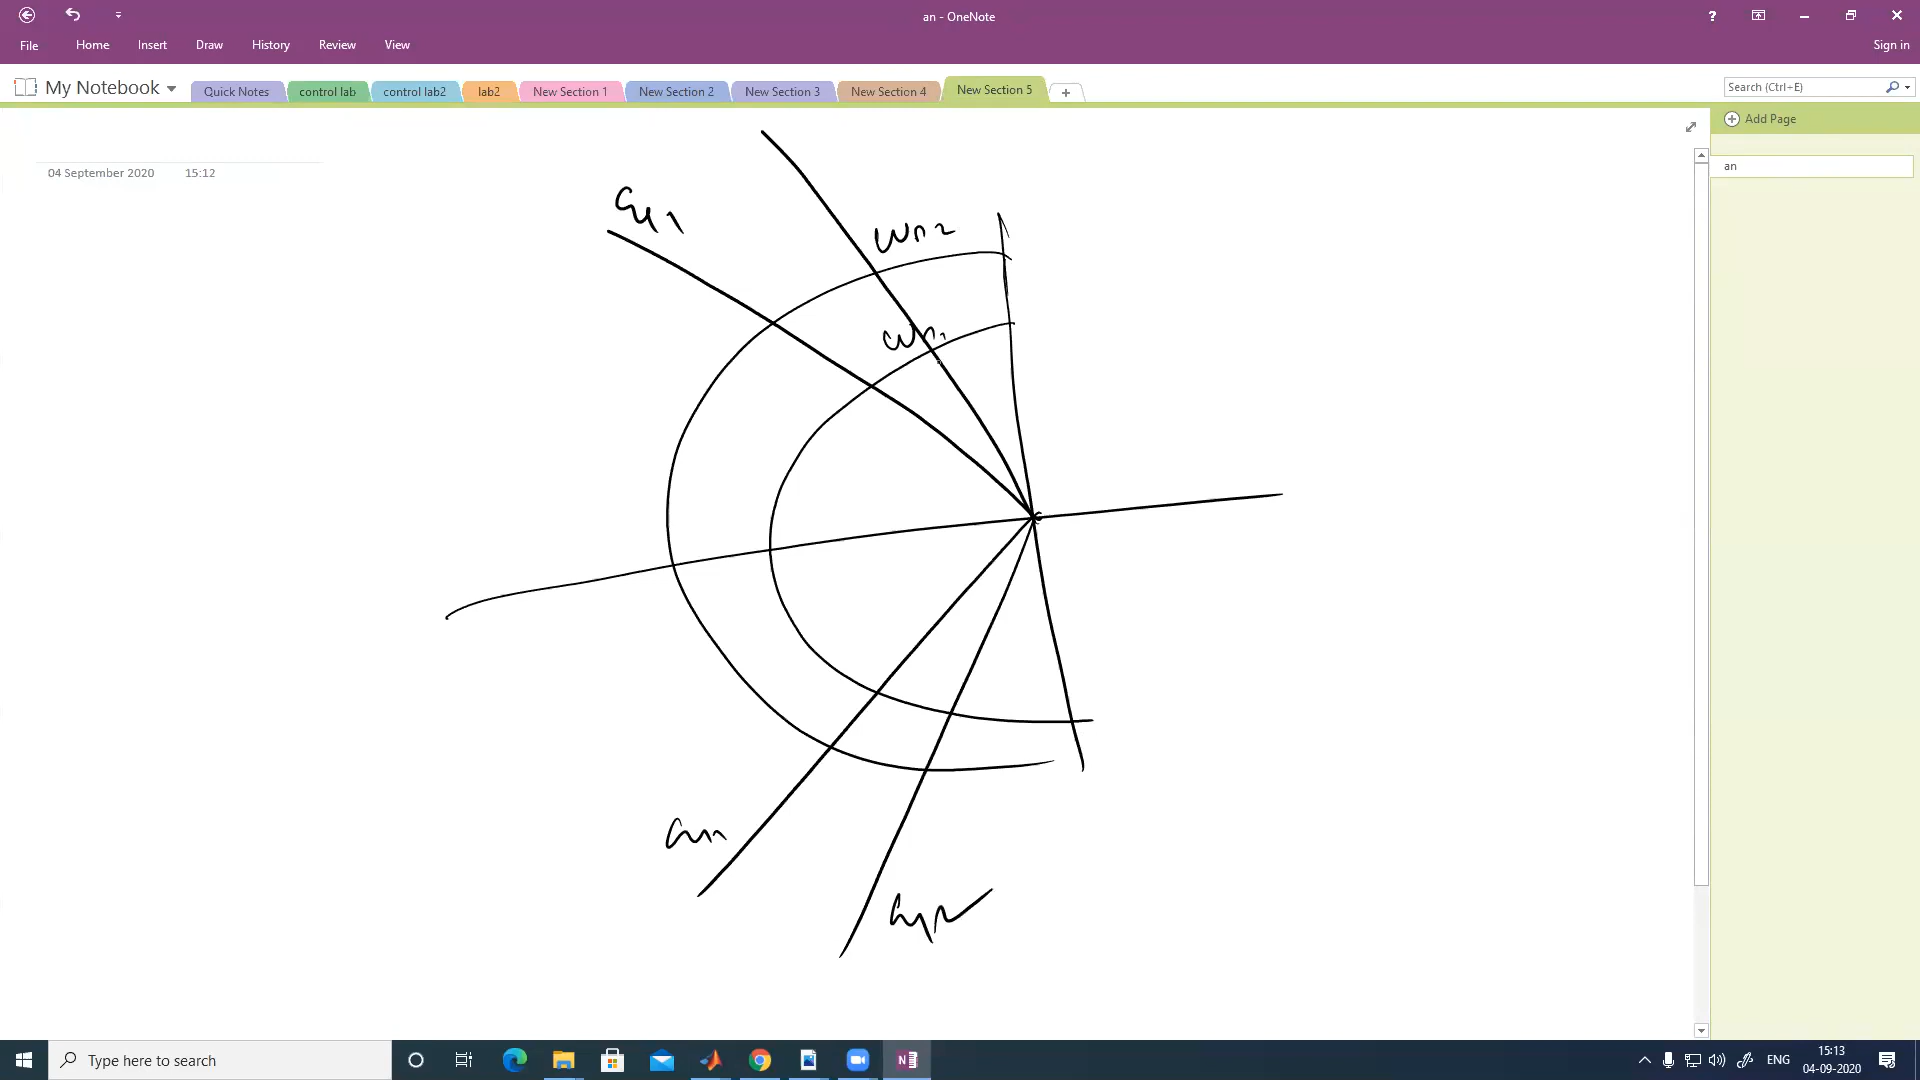 an - OneNote
?
File Home Insert Draw History Review View
Sign in
My Notebook
Quick Notes control lab control lab2 lab2 New Section 1 New Section 2 New Section 3 New Section 4 New Section 5 +
Search (Ctrl+E)
Add Page
an
04 September 2020 15:12
Wn2
Wn1
Type here to search
ENG
15:13
04-09-2020